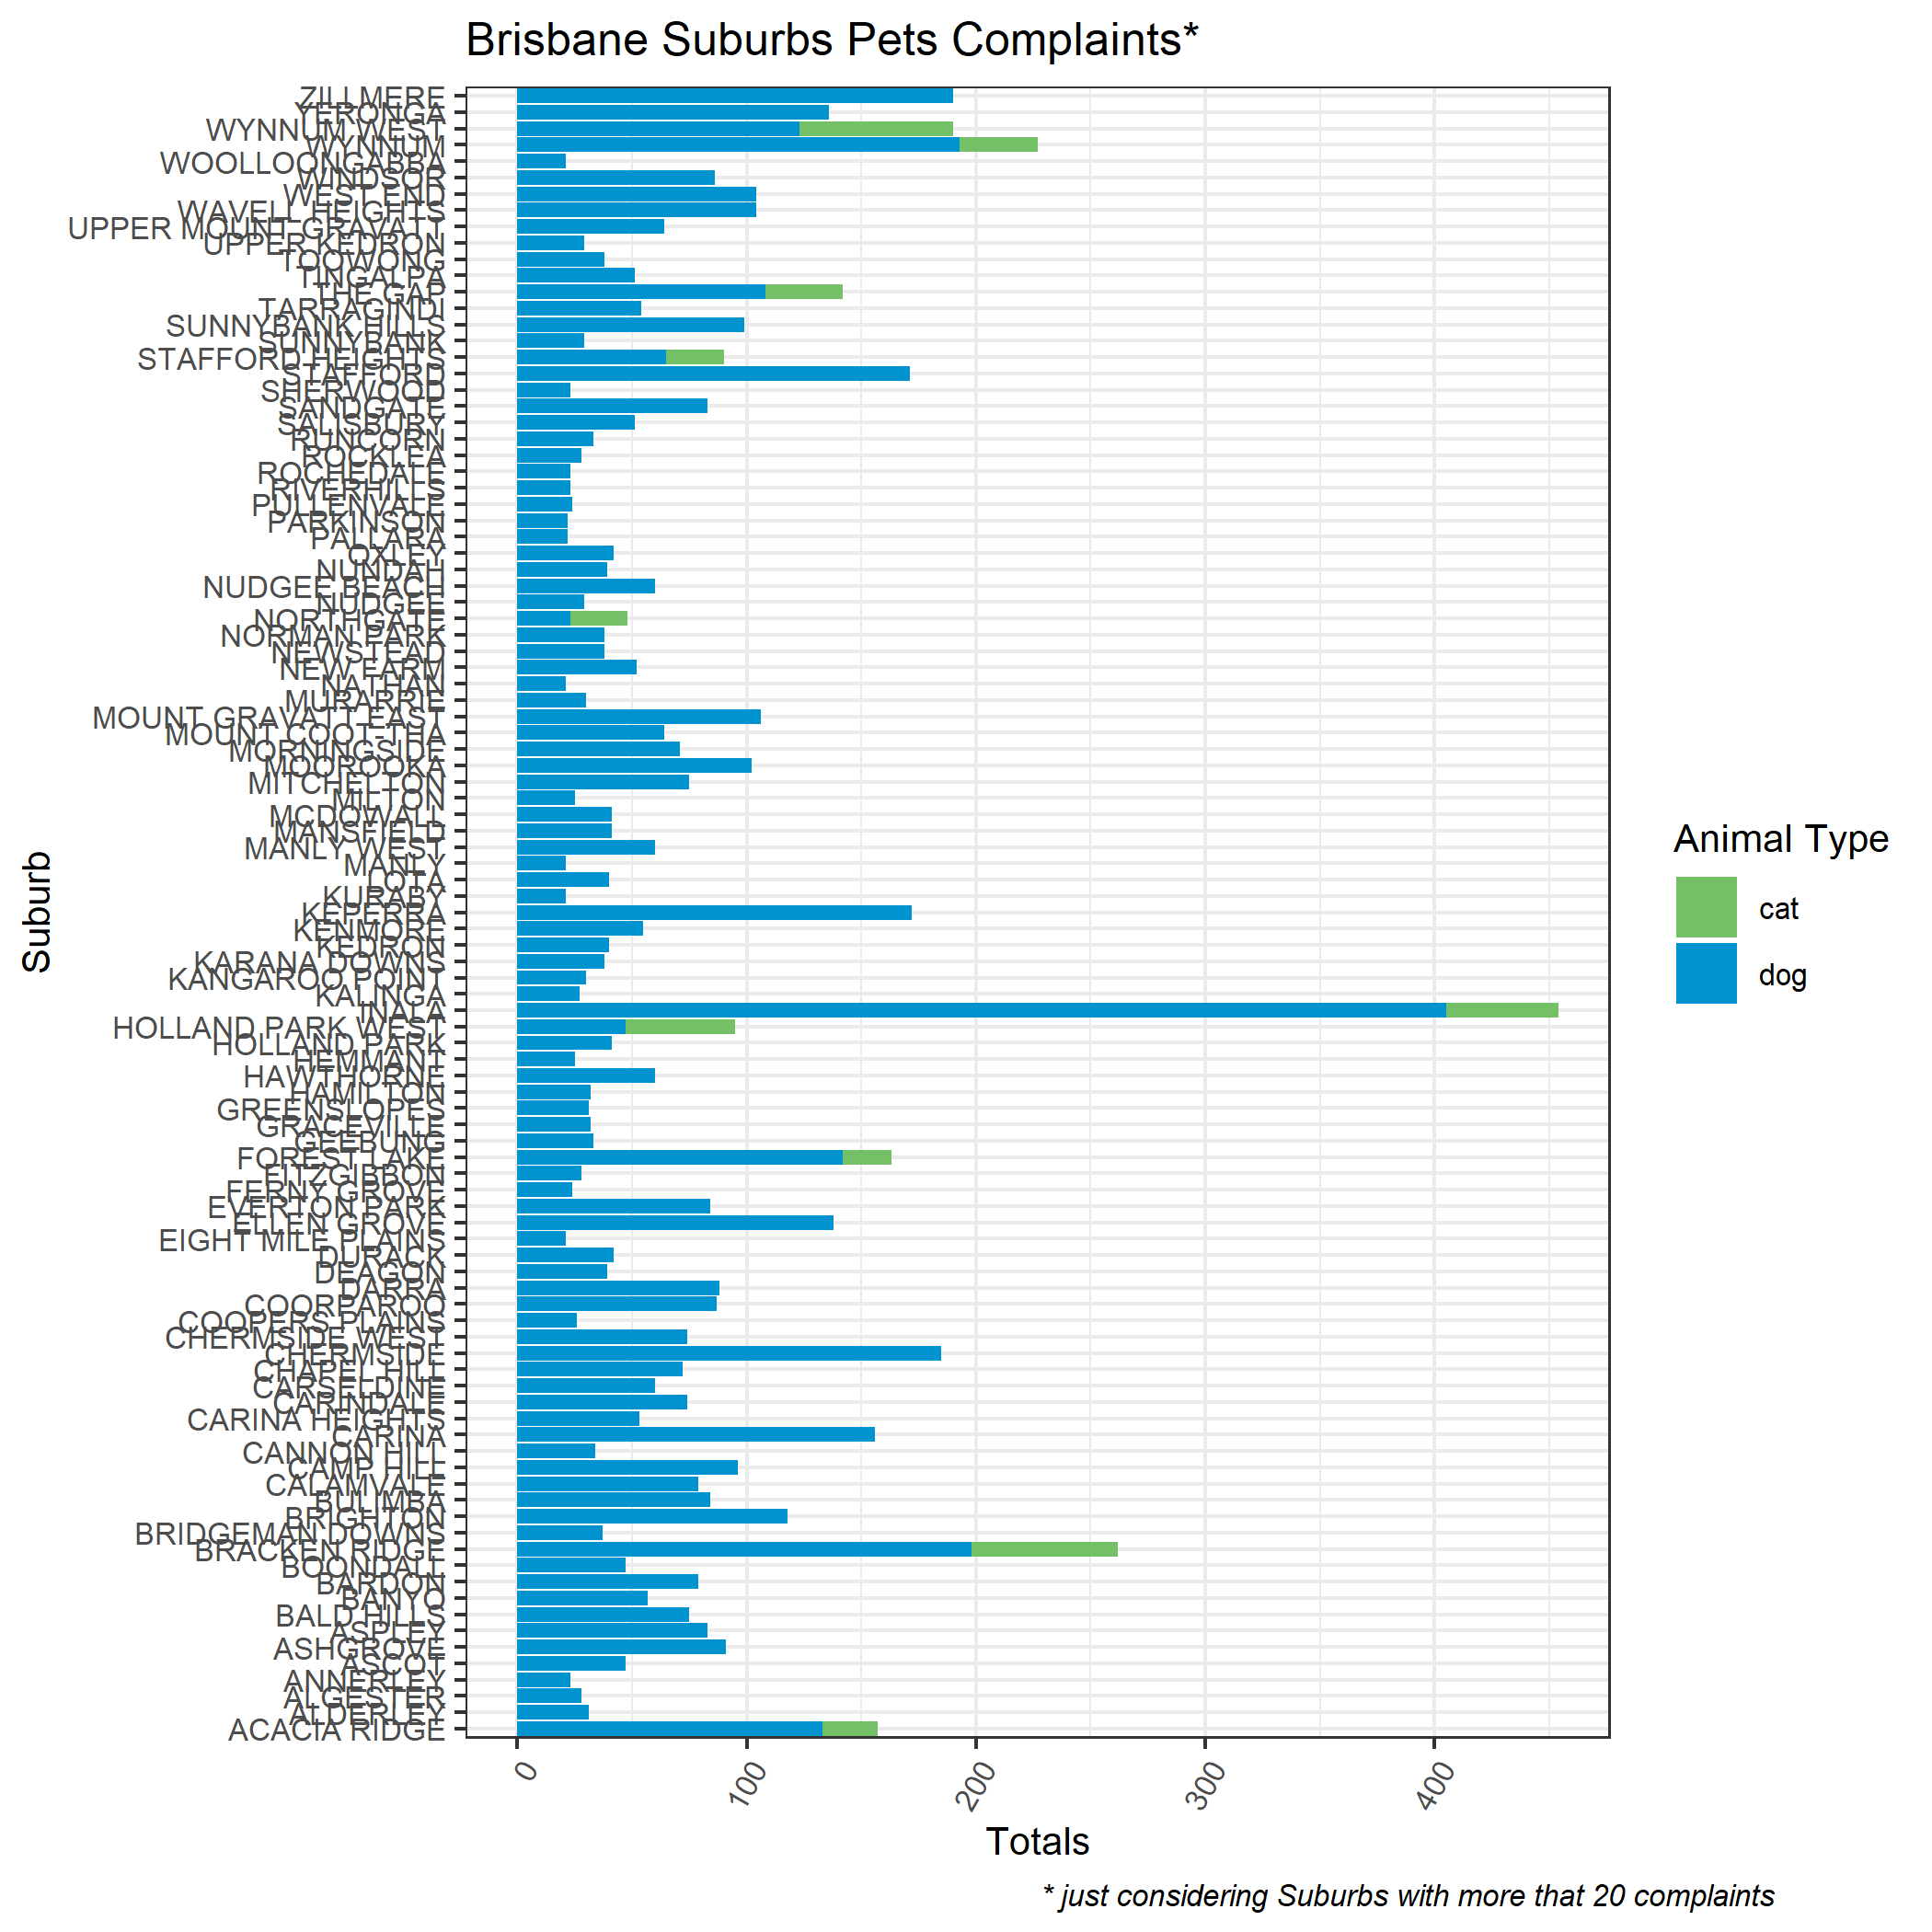 Brisbane Suburbs Pets Complaints*
ZILLMERE
YERONGA
WYNNUM WEST
WYNNUM
WOOLLOONGABBA
WINDSOR
WEST END
WAVELL HEIGHTS
UPPER MOUNT GRAVATT
UPPER KEDRON
TOOWONG
TINGALPA
THE GAP
TARRAGINDI
SUNNYBANK HILLS
SUNNYBANK
STAFFORD HEIGHTS
STAFFORD
SHERWOOD
SANDGATE
SALISBURY
RUNCORN
ROCKLEA
ROCHEDALE
RIVERHILLS
PULLENVALE
PARKINSON
PALLARA
OXLEY
NUNDAH
NUDGEE BEACH
NUDGEE
NORTHGATE
NORMAN PARK
NEWSTEAD
NEW FARM
NATHAN
MURARRIE
MOUNT GRAVATT EAST
MOUNT COOT-THA
MORNINGSIDE
MOOROOKA
MITCHELTON
MILTON
MCDOWALL
MANSFIELD
MANLY WEST
MANLY
LOTA
KURABY
KEPERRA
KENMORE
KEDRON
KARANA DOWNS
KANGAROO POINT
KALINGA
INALA
HOLLAND PARK WEST
HOLLAND PARK
HEMMANT
HAWTHORNE
HAMILTON
GREENSLOPES
GRACEVILLE
GEEBUNG
FOREST LAKE
FITZGIBBON
FERNY GROVE
EVERTON PARK
ELLEN GROVE
EIGHT MILE PLAINS
DURACK
DEAGON
DARRA
COORPAROO
COOPERS PLAINS
CHERMSIDE WEST
CHERMSIDE
CHAPEL HILL
CARSELDINE
CARINDALE
CARINA HEIGHTS
CARINA
CANNON HILL
CAMP HILL
CALAMVALE
BULIMBA
BRIGHTON
BRIDGEMAN DOWNS
BRACKEN RIDGE
BOONDALL
BARDON
BANYO
BALD HILLS
ASPLEY
ASHGROVE
ASCOT
ANNERLEY
ALGESTER
ALDERLEY
ACACIA RIDGE
Suburb
0
100
200
300
400
Totals
Animal Type
cat
dog
* just considering Suburbs with more that 20 complaints